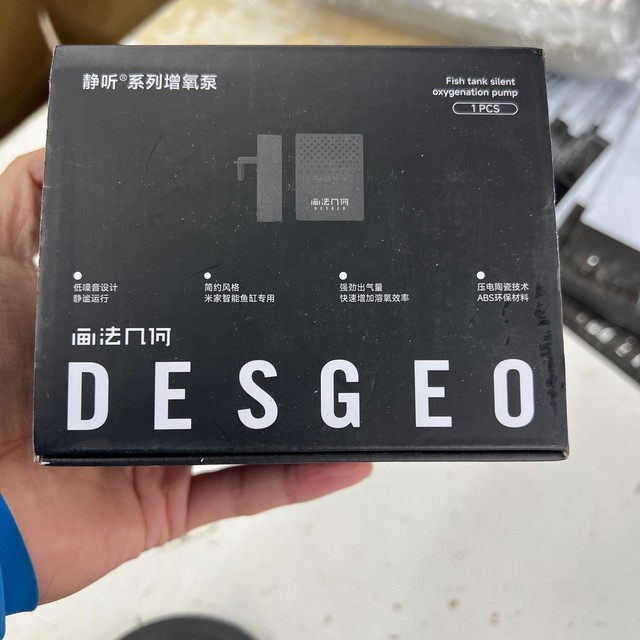 静听®系列增氧泵
Fish tank silent
oxygenation pump
1 PCS
画法几何
DESGEO
低噪音设计
静谧运行
简约风格
米家智能鱼缸专用
强劲出气量
快速增加溶氧效率
压电陶瓷技术
ABS环保材料
画法几何
DESGEO